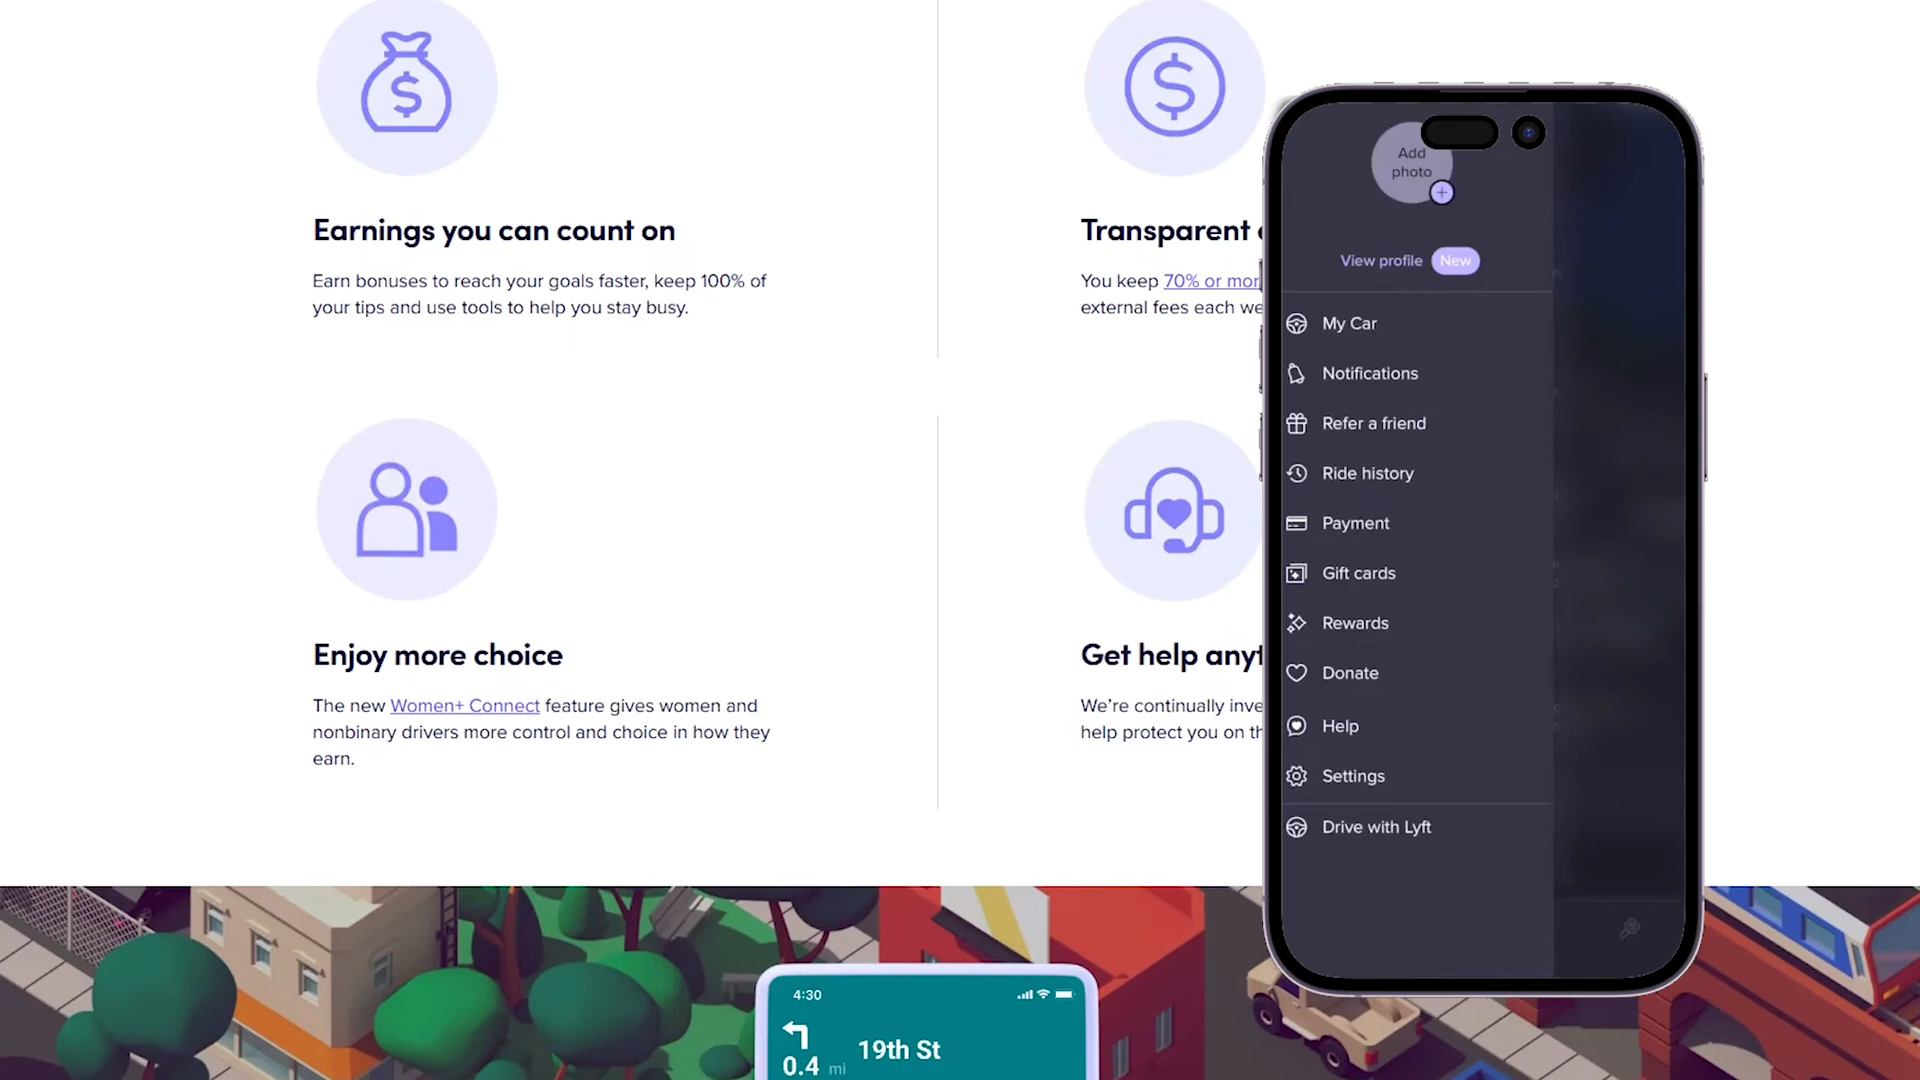 Earnings you can count on
Earn bonuses to reach your goals faster, keep 100% of
your tips and use tools to help you stay busy.
Transparent
You keep 70% or mor
external fees each we
Enjoy more choice
The new Women+ Connect feature gives women and
nonbinary drivers more control and choice in how they
earn.
Get help anyt
We're continually inve
help protect you on th
Add
photo
View profile New
My Car
Notifications
Refer a friend
Ride history
Payment
Gift cards
Rewards
Donate
Help
Settings
Drive with Lyft
4:30
19th St
0.4 mi